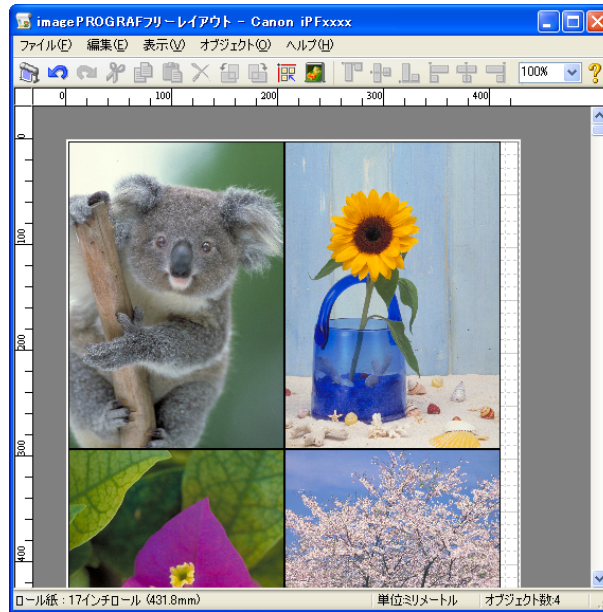 imagePROGRAFフリーレイアウト - Canon iPFxxxx
ファイル(F) 編集(E) 表示(V) オブジェクト(O) ヘルプ(H)
100%
0 100 200 300 400
0
100
200
300
400
ロール紙：17インチロール (431.8mm) 単位:ミリメートル オブジェクト数:4